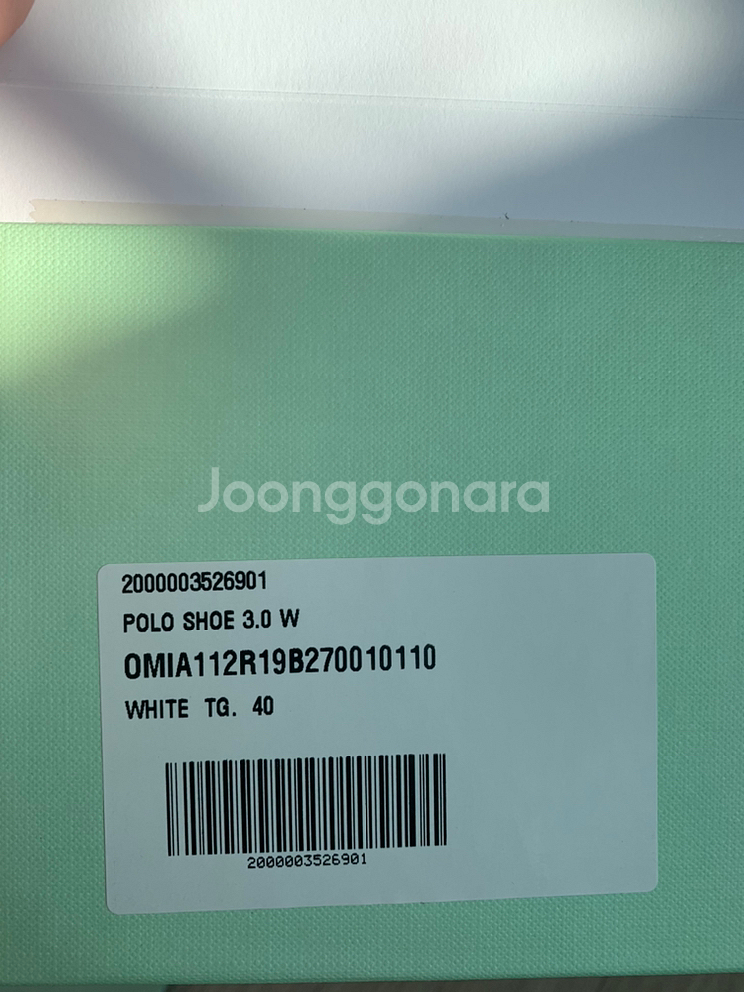 Joonggonara
2000003526901
POLO SHOE 3.0 W
OMIA112R19B270010110
WHITE TG. 40
2000003526901